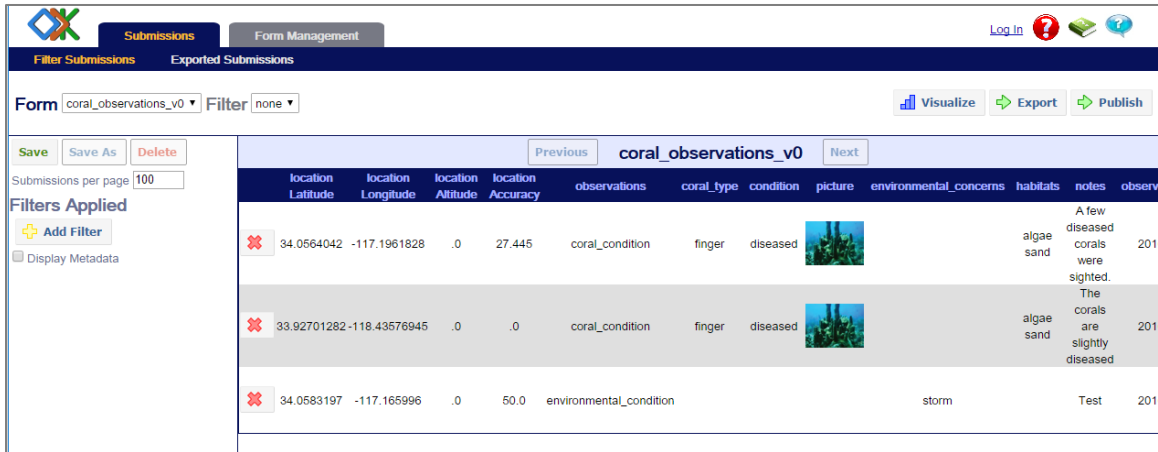 Submissions Form Management Log In
Filter Submissions Exported Submissions
Form coral_observations_v0 Filter none Visualize Export Publish
Save Save As Delete
Submissions per page 100
Filters Applied
Add Filter
Display Metadata
Previous coral_observations_v0 Next
location Latitude location Longitude location Altitude location Accuracy observations coral_type condition picture environmental_concerns habitats notes observ
34.0564042 -117.1961828 .0 27.445 coral_condition finger diseased algae sand A few diseased corals were sighted. 201
33.92701282 -118.43576945 .0 .0 coral_condition finger diseased algae sand The corals are slightly diseased 201
34.0583197 -117.165996 .0 50.0 environmental_condition storm Test 201